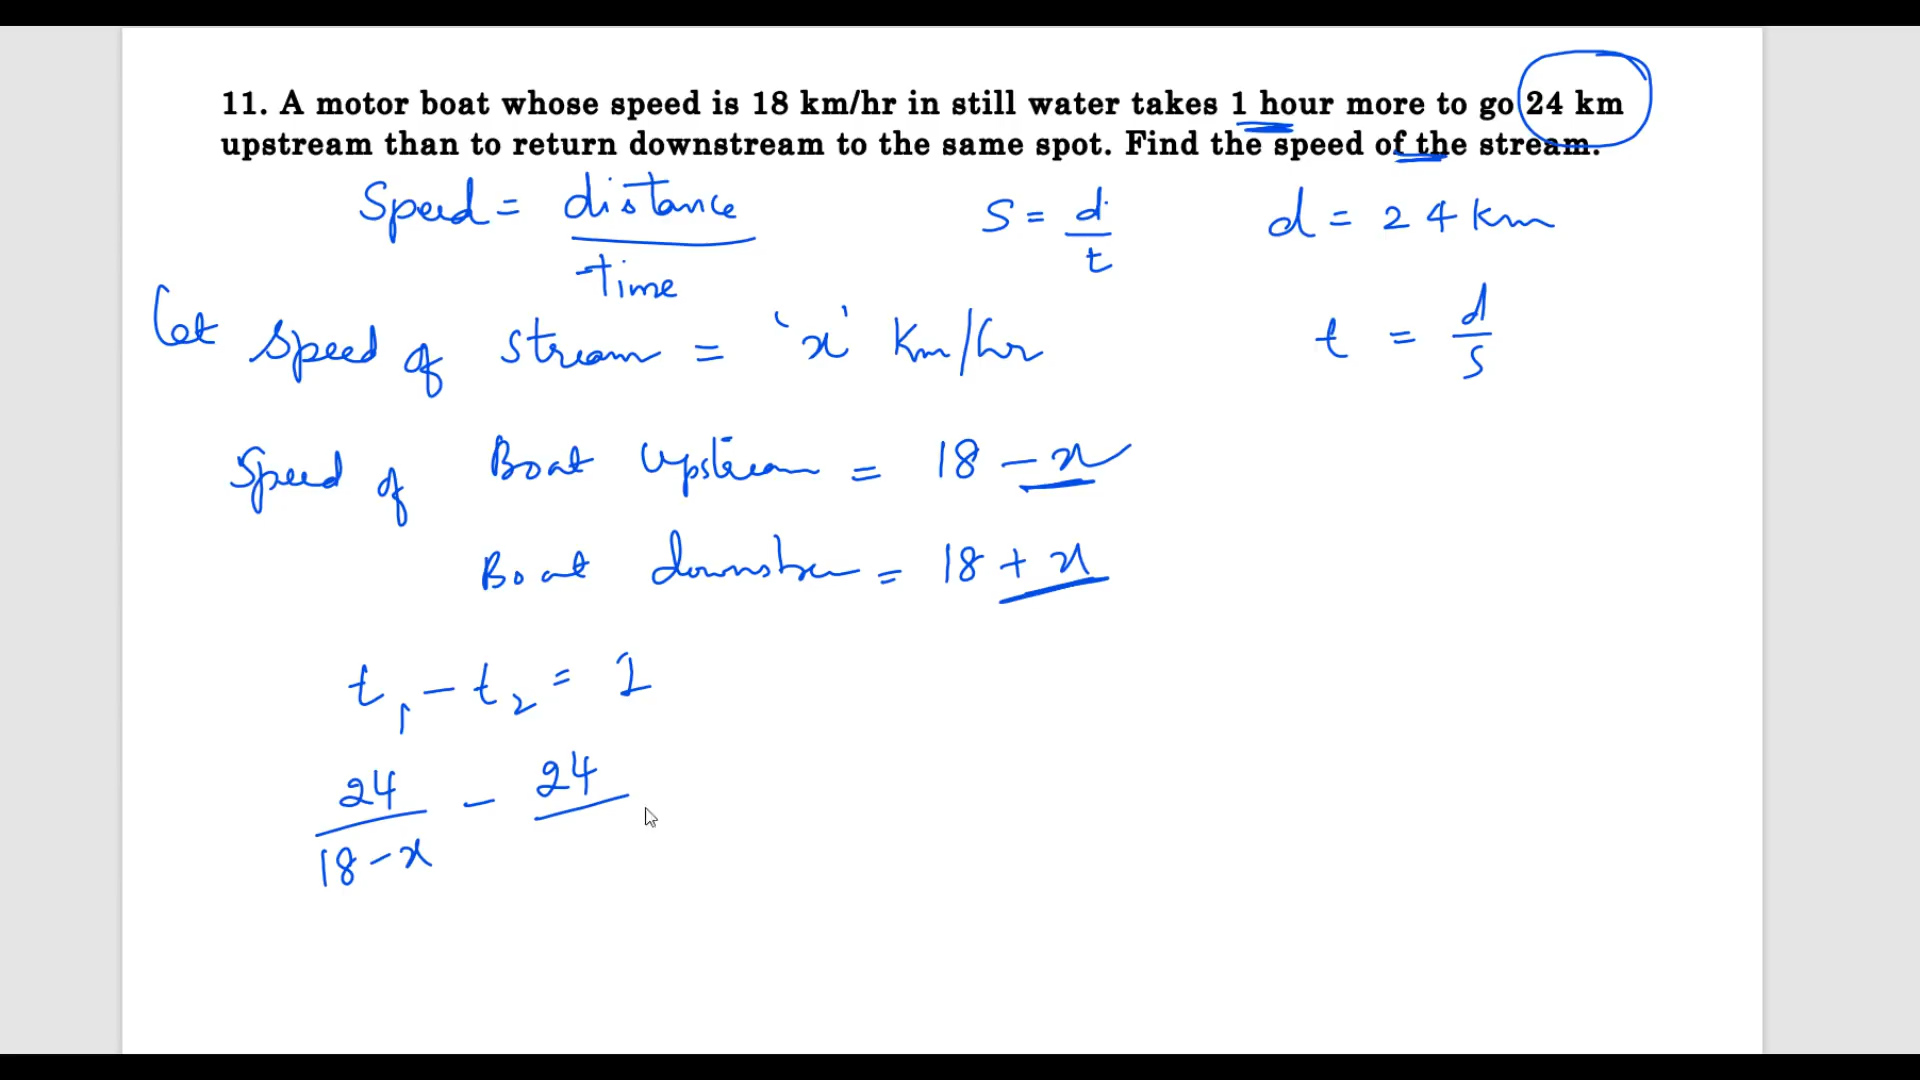 11. A motor boat whose speed is 18 km/hr in still water takes 1 hour more to go 24 km
upstream than to return downstream to the same spot. Find the speed of the stream.
Speed = distance / Time
S = d / t
d = 24 km
Let speed of stream = 'x' Km/hr
t = d / s
Speed of Boat upstream = 18 - x
Boat = 18 + x
t1 - t2 = 1
24 / 18 - x - 24 /